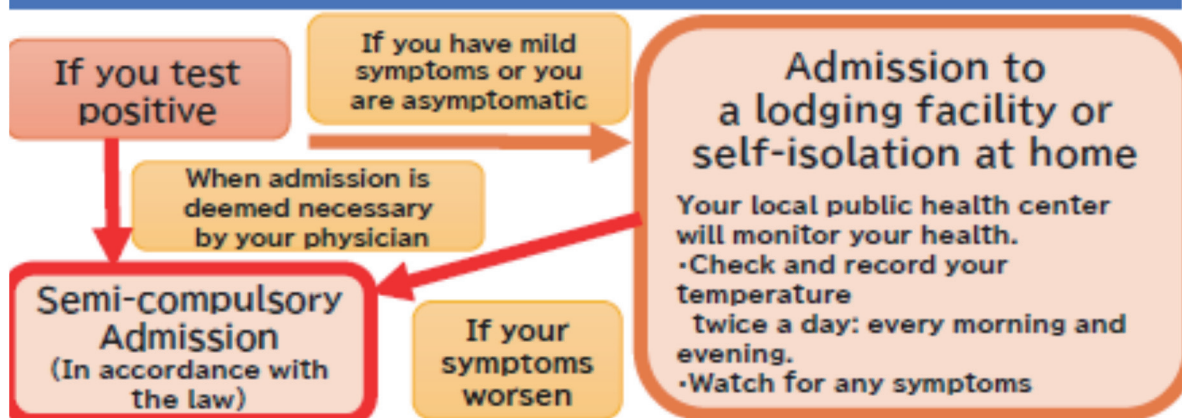 If you test
positive
If you have mild
symptoms or you
are asymptomatic
When admission is
deemed necessary
by your physician
Semi-compulsory
Admission
(In accordance with
the law)
If your
symptoms
worsen
Admission to
a lodging facility or
self-isolation at home
Your local public health center
will monitor your health.
・Check and record your
temperature
twice a day: every morning and
evening.
・Watch for any symptoms